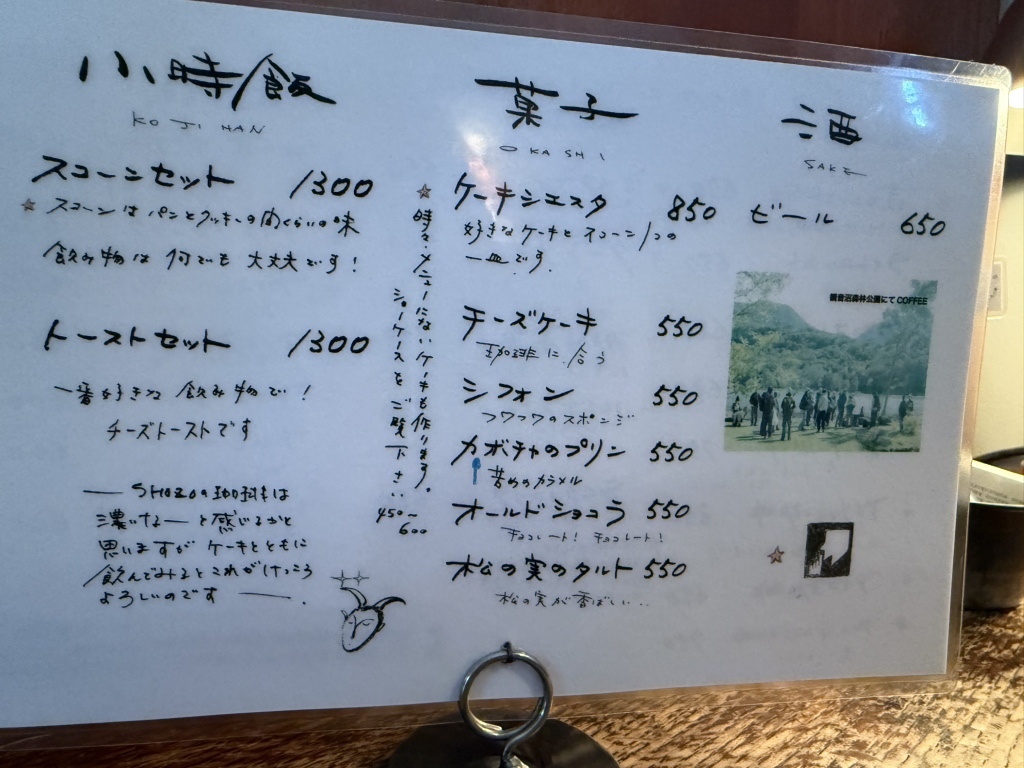 小時飯
KO JI HAN
スコーンセット 1300
スコーンはパンとクッキーの間くらいの味
飲み物は何でも大丈夫です!
トーストセット 1300
一番好きな飲み物で!
チーズトーストです
— SHOZOの珈琲は
濃いなーと感じるかと
思いますがケーキとともに
飲んでみるとこれがけっこう
よろしいのです —.
時々、メニューにないケーキも作ります。
ショーケースをご覧下さい
450〜
600
菓子
OKASHI
ケーキシエスタ 850
好きなケーキとスコーン1つの
一皿です.
チーズケーキ 550
珈琲に合う
シフォン 550
フワフワのスポンジ
カボチャのプリン 550
苦めのカラメル
オールドショコラ 550
チョコレート! チョコレート!
松の実のタルト 550
松の実が香ばしい..
酒
SAKE
ビール 650
観音沼森林公園にて COFFEE